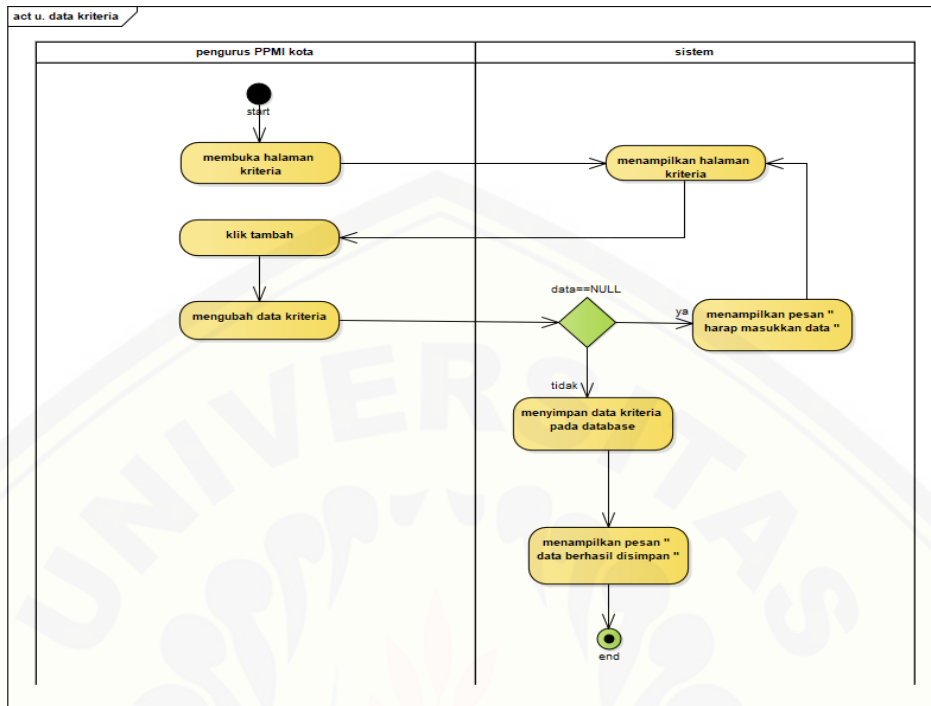 act u. data kriteria
pengurus PPMI kota
sistem
start
membuka halaman
kriteria
menampilkan halaman
kriteria
klik tambah
mengubah data kriteria
data==NULL
ya
menampilkan pesan "
harap masukkan data "
tidak
menyimpan data kriteria
pada database
menampilkan pesan "
data berhasil disimpan "
end
UNIVERSITAS